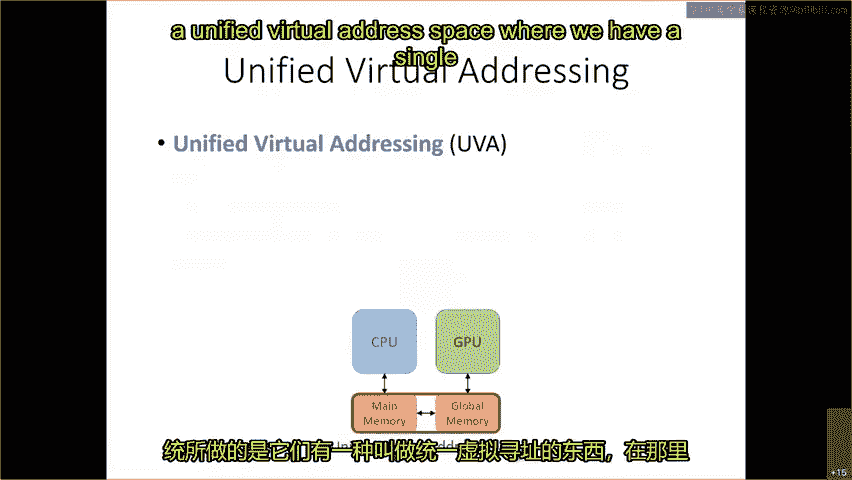 a unified virtual address space where we have a
single
Unified Virtual Addressing
• Unified Virtual Addressing (UVA)
CPU
GPU
Main
Memory
Global
Memory
统所做的是它们有一种叫做统一虚拟寻址的东西，在那里
+15